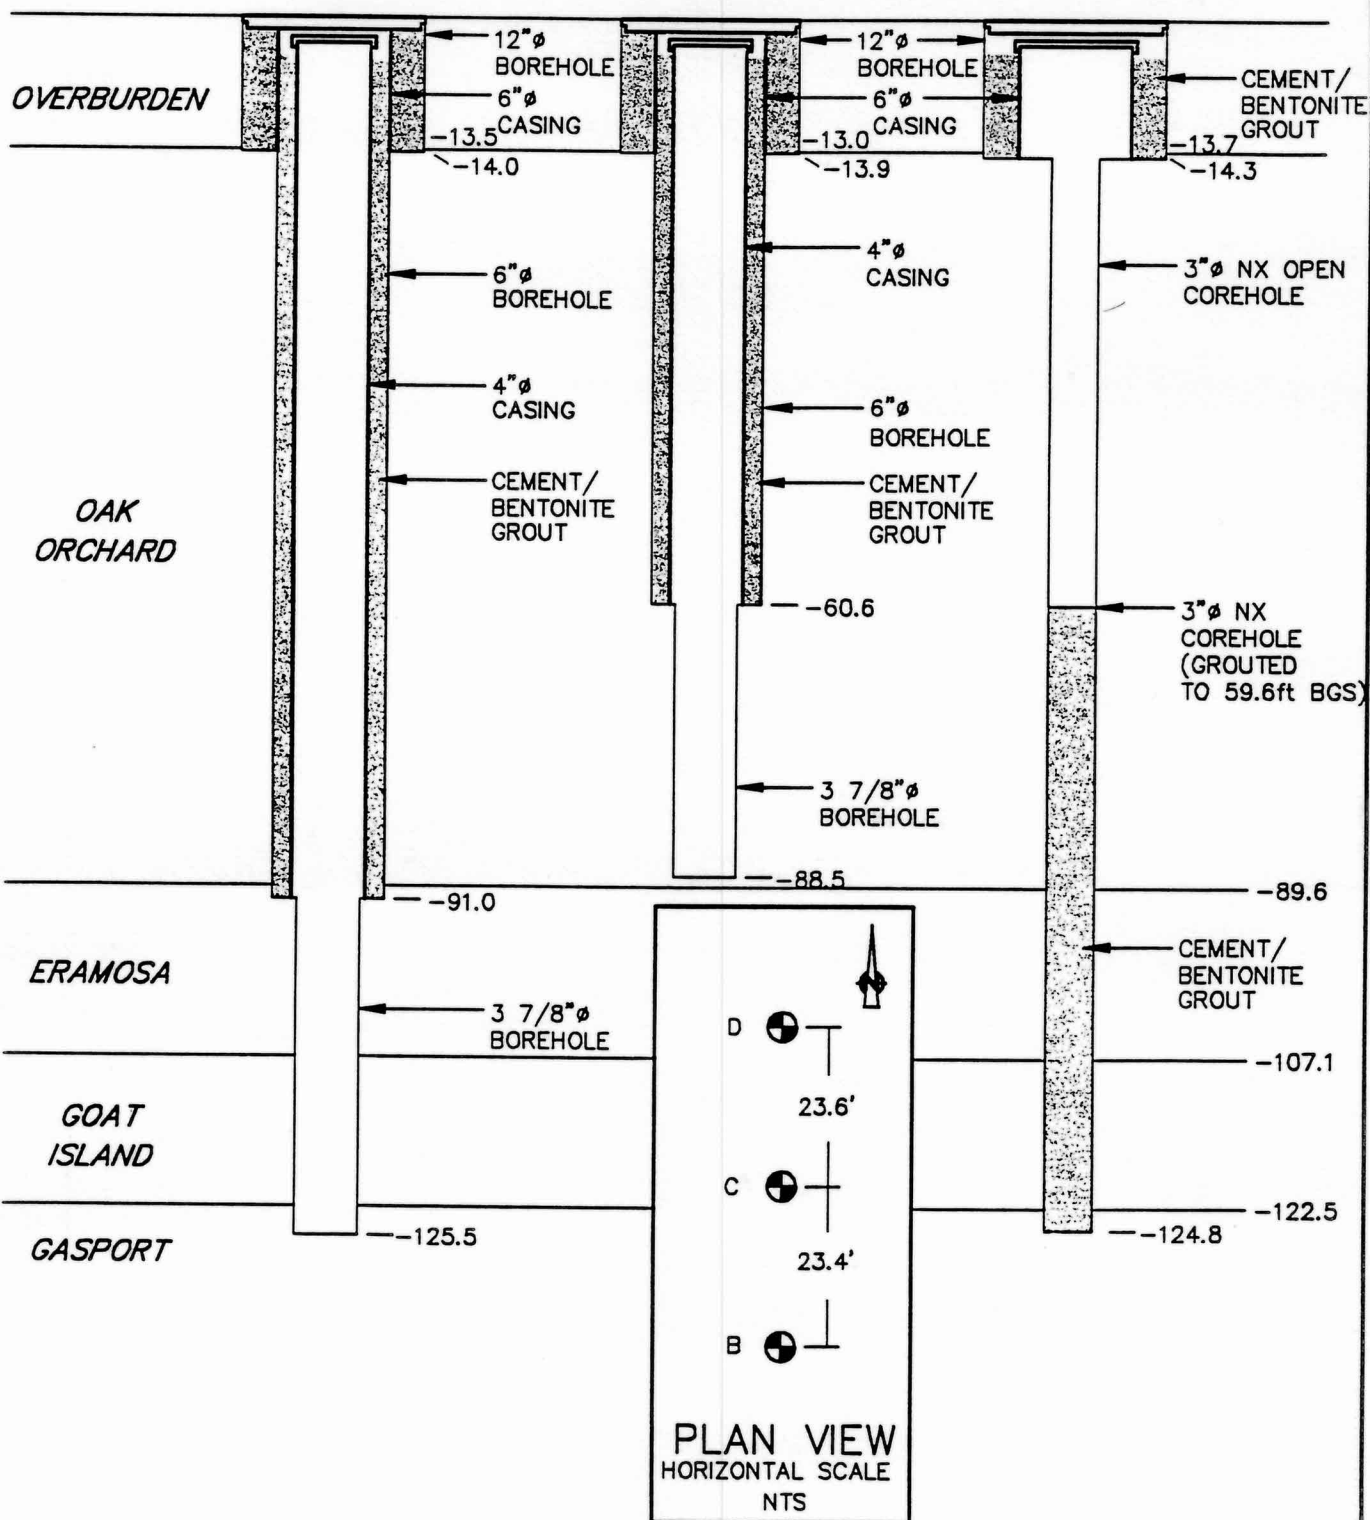 OVERBURDEN
12"ø
BOREHOLE
6"ø
CASING
-13.5
-14.0
12"ø
BOREHOLE
6"ø
CASING
-13.0
-13.9
CEMENT/
BENTONITE
GROUT
-13.7
-14.3
OAK
ORCHARD
6"ø
BOREHOLE
4"ø
CASING
CEMENT/
BENTONITE
GROUT
4"ø
CASING
6"ø
BOREHOLE
CEMENT/
BENTONITE
GROUT
-60.6
3 7/8"ø
BOREHOLE
-88.5
3"ø NX OPEN
COREHOLE
3"ø NX
COREHOLE
(GROUTED
TO 59.6ft BGS)
-91.0
-89.6
ERAMOSA
3 7/8"ø
BOREHOLE
CEMENT/
BENTONITE
GROUT
-107.1
GOAT
ISLAND
-122.5
GASPORT
-125.5
-124.8
N
D
23.6'
C
23.4'
B
PLAN VIEW
HORIZONTAL SCALE
NTS